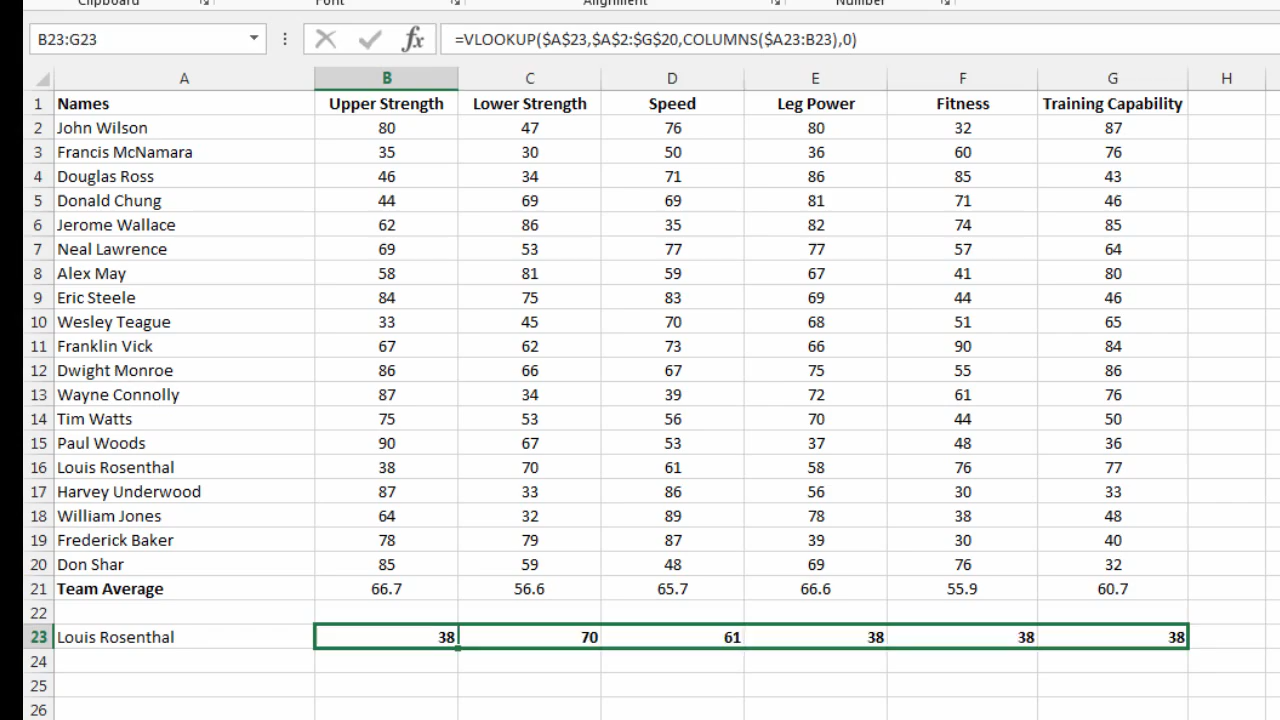 Clipboard Font Alignment Number
B23:G23 fx =VLOOKUP($A$23,$A$2:$G$20,COLUMNS($A23:B23),0)
A B C D E F G H
1 Names Upper Strength Lower Strength Speed Leg Power Fitness Training Capability
2 John Wilson 80 47 76 80 32 87
3 Francis McNamara 35 30 50 36 60 76
4 Douglas Ross 46 34 71 86 85 43
5 Donald Chung 44 69 69 81 71 46
6 Jerome Wallace 62 86 35 82 74 85
7 Neal Lawrence 69 53 77 77 57 64
8 Alex May 58 81 59 67 41 80
9 Eric Steele 84 75 83 69 44 46
10 Wesley Teague 33 45 70 68 51 65
11 Franklin Vick 67 62 73 66 90 84
12 Dwight Monroe 86 66 67 75 55 86
13 Wayne Connolly 87 34 39 72 61 76
14 Tim Watts 75 53 56 70 44 50
15 Paul Woods 90 67 53 37 48 36
16 Louis Rosenthal 38 70 61 58 76 77
17 Harvey Underwood 87 33 86 56 30 33
18 William Jones 64 32 89 78 38 48
19 Frederick Baker 78 79 87 39 30 40
20 Don Shar 85 59 48 69 76 32
21 Team Average 66.7 56.6 65.7 66.6 55.9 60.7
22
23 Louis Rosenthal 38 70 61 38 38 38
24
25
26